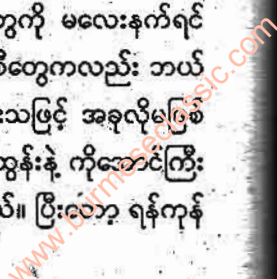 တွေကို မလေးနက်ရင်
စီတွေကလည်း ဘယ်
းသဖြင့် အခုလိုမဖြစ်
ထွန်းနဲ့ ကိုအောင်ကြီး
ယ်။ ပြီးတော့ ရန်ကုန်
www.burmeseclassic.com